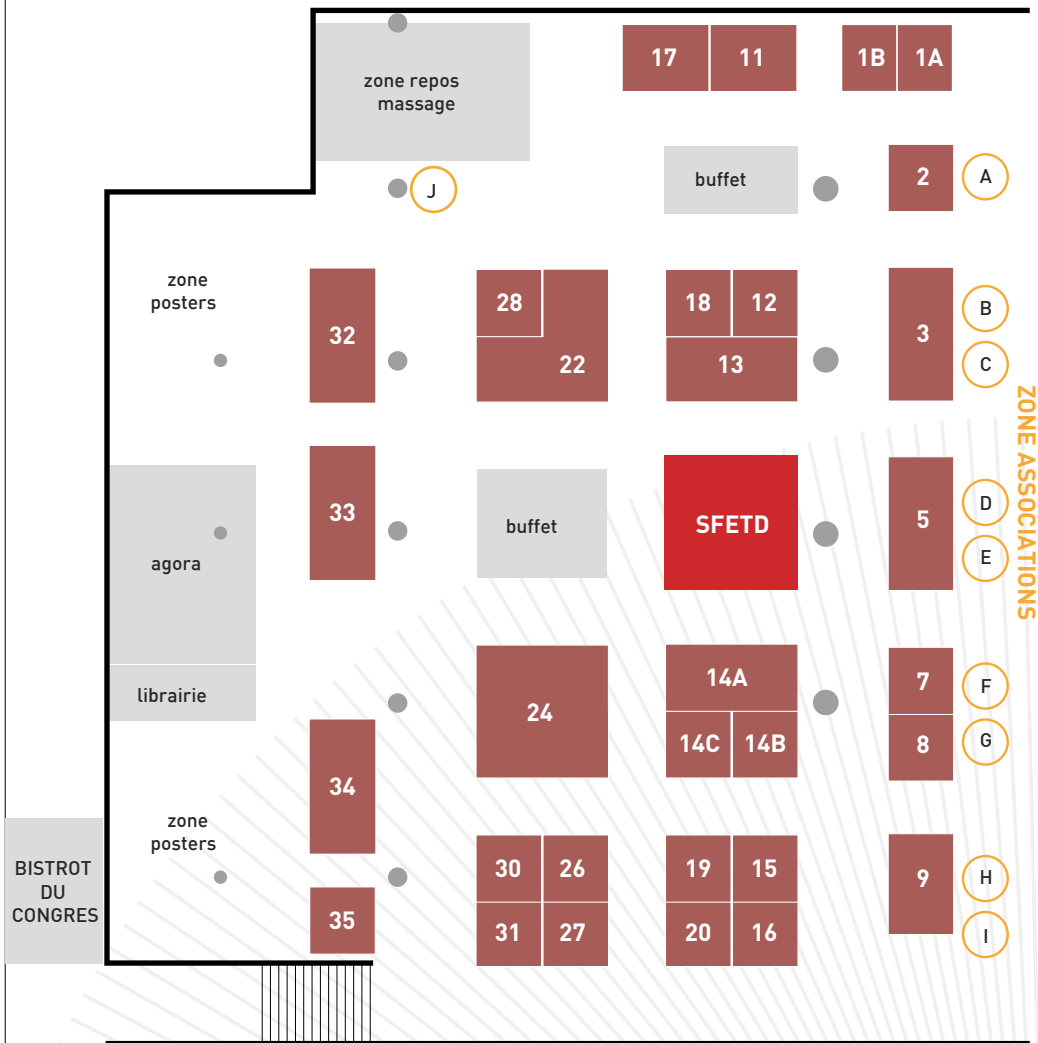 17 11 1B 1A
zone repos
massage
buffet
2 A
J
zone
posters
32 28 22 18 12 13 3 B C
ZONE ASSOCIATIONS
33 buffet SFETD 5 D E
agora
librairie
24 14A 7 F
14C 14B 8 G
34
zone
posters
30 26 19 15 9 H
BISTROT
DU
CONGRES
35 31 27 20 16 I